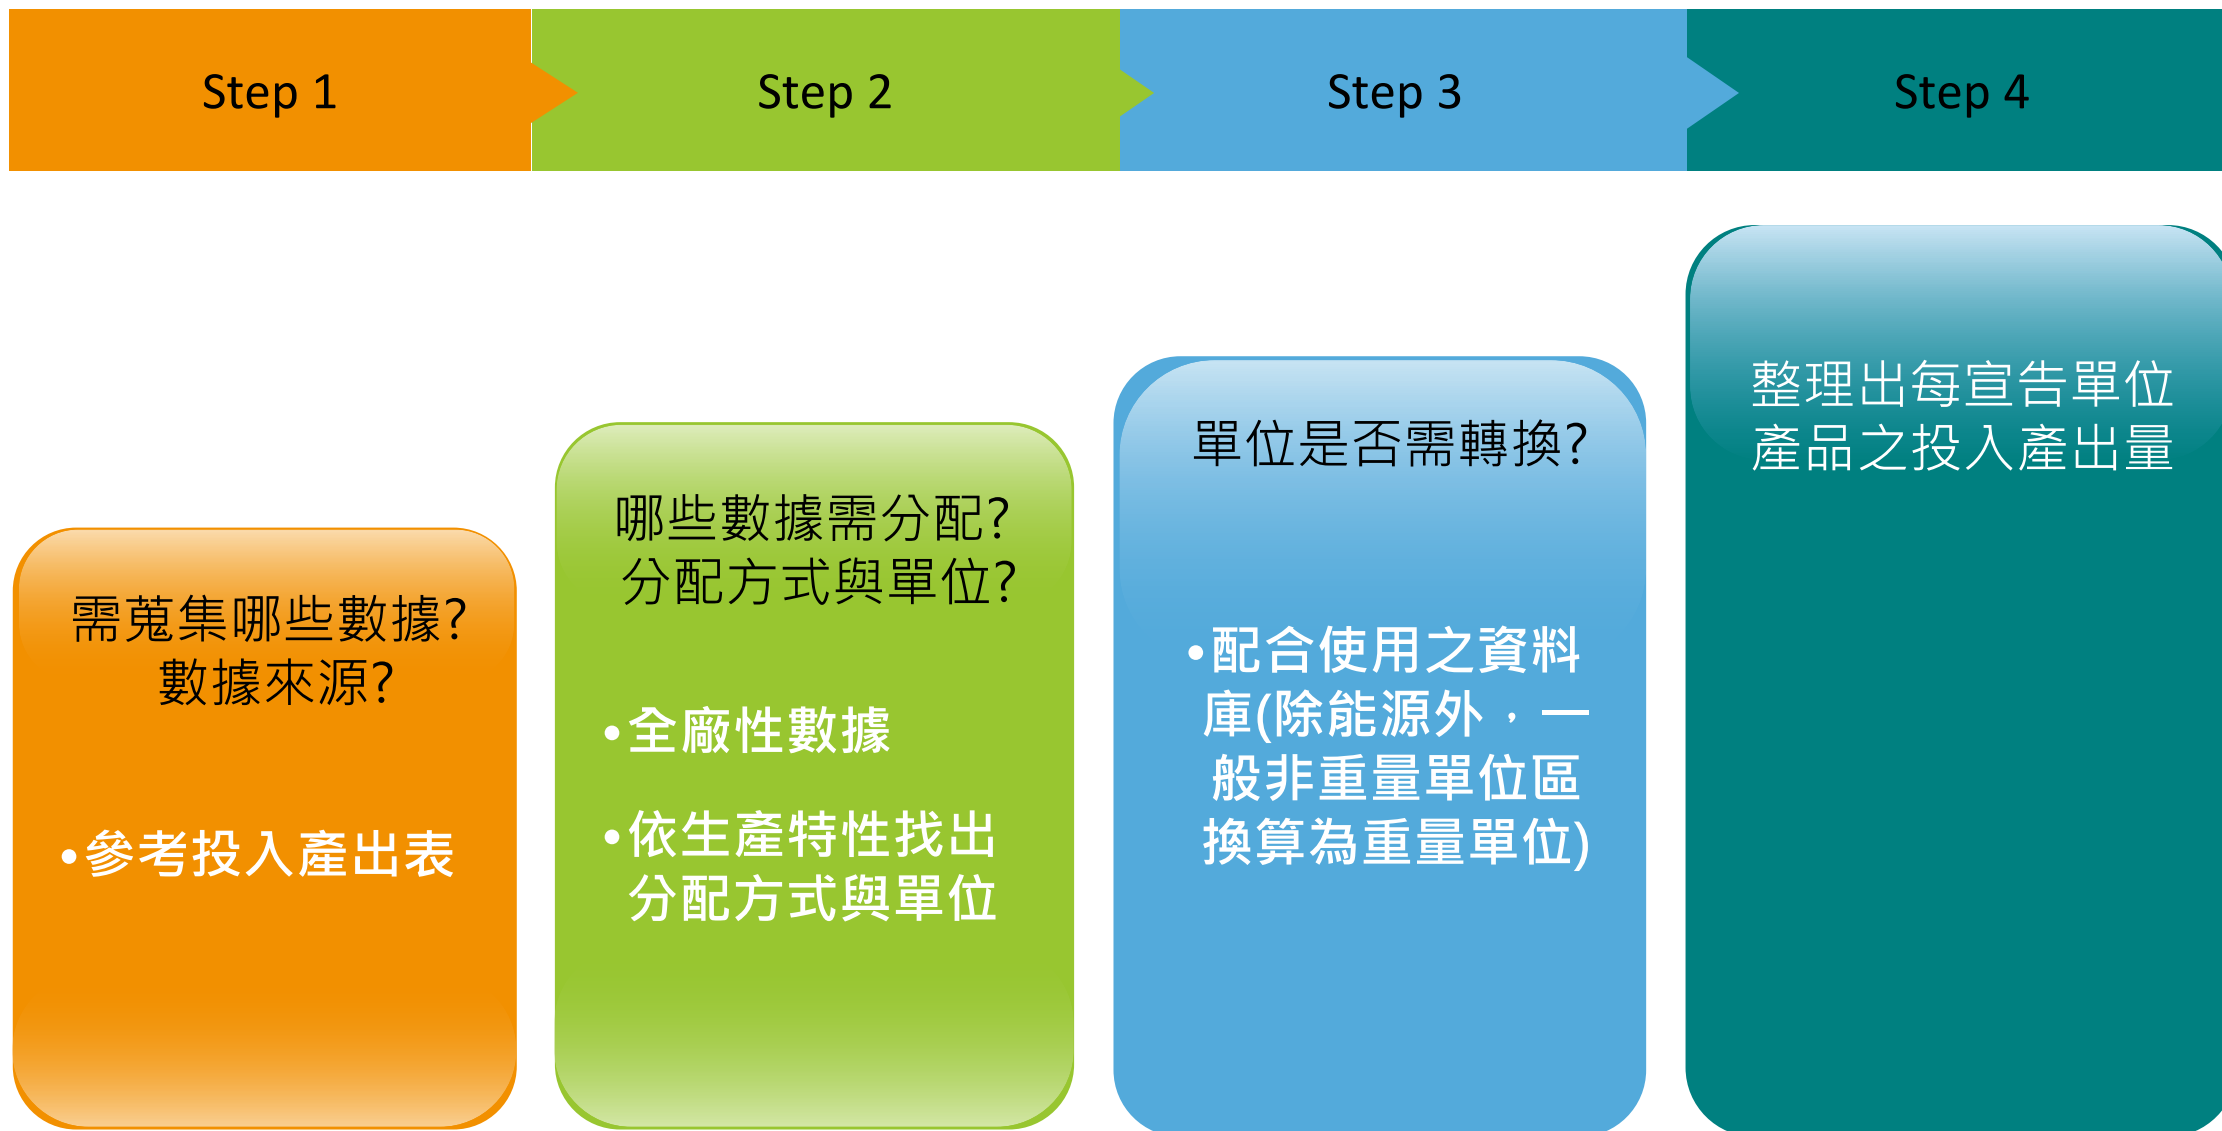 Step 1
Step 2
Step 3
Step 4
需蒐集哪些數據?
數據來源?
•參考投入產出表
哪些數據需分配?
分配方式與單位?
•全廠性數據
•依生產特性找出
分配方式與單位
單位是否需轉換?
•配合使用之資料
庫(除能源外，一
般非重量單位區
換算為重量單位)
整理出每宣告單位
產品之投入產出量